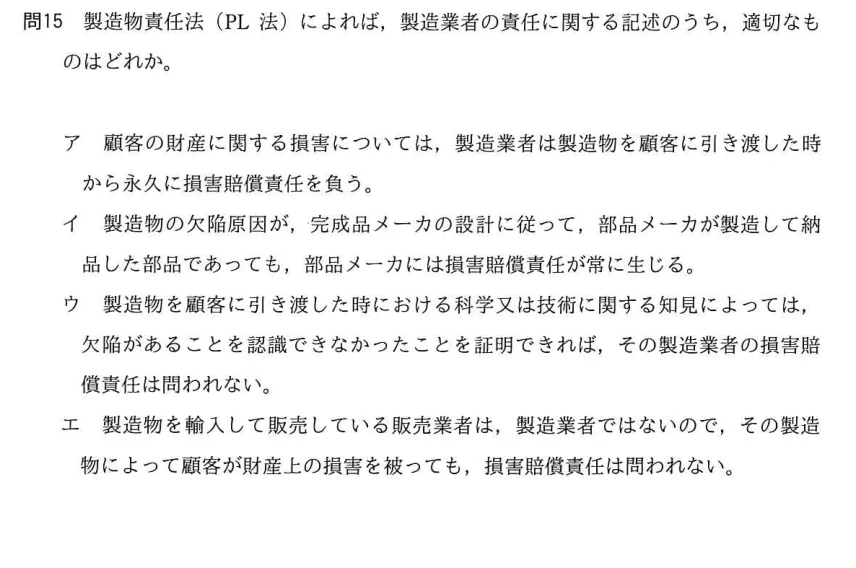 問15 製造物責任法（PL 法）によれば，製造業者の責任に関する記述のうち，適切なも
のはどれか。
ア 顧客の財産に関する損害については，製造業者は製造物を顧客に引き渡した時
から永久に損害賠償責任を負う。
イ 製造物の欠陥原因が，完成品メーカの設計に従って，部品メーカが製造して納
品した部品であっても，部品メーカには損害賠償責任が常に生じる。
ウ 製造物を顧客に引き渡した時における科学又は技術に関する知見によっては，
欠陥があることを認識できなかったことを証明できれば，その製造業者の損害賠
償責任は問われない。
エ 製造物を輸入して販売している販売業者は，製造業者ではないので，その製造
物によって顧客が財産上の損害を被っても，損害賠償責任は問われない。